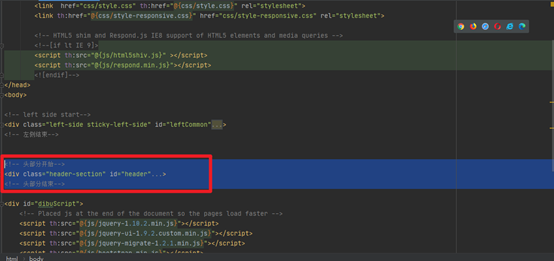 <link  href="css/style.css" th:href="@{css/style.css}" rel="stylesheet">
<link th:href="@{css/style-responsive.css}" href="css/style-responsive.css" rel="stylesheet">
<!-- HTML5 shim and Respond.js IE8 support of HTML5 elements and media queries -->
<!--[if lt IE 9]>
<script th:src="@{js/html5shiv.js}" ></script>
<script th:src="@{js/respond.min.js}"></script>
<![endif]-->
</head>
<body>
<!-- left side start-->
<div class="left-side sticky-left-side" id="leftCommon"...>
<!-- 左侧结束-->
<!-- 头部分开始-->
<div class="header-section" id="header"...>
<!-- 头部分结束-->
<div id="dibuScript">
<!-- Placed js at the end of the document so the pages load faster -->
<script th:src="@{js/jquery-1.10.2.min.js}"></script>
<script th:src="@{js/jquery-ui-1.9.2.custom.min.js}"></script>
<script th:src="@{js/jquery-migrate-1.2.1.min.js}"></script>
<script th:src="@{js/bootstrap.min.js}"></script>
html › body